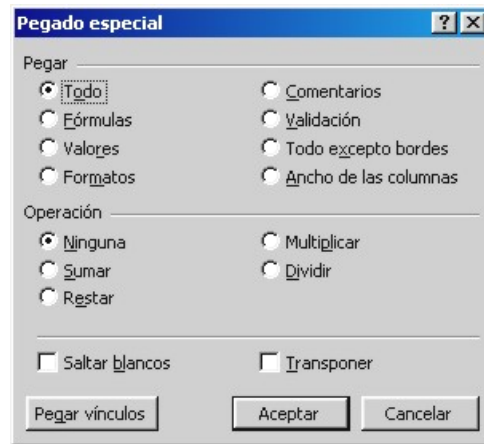 Pegado especial
Pegar
Todo
Comentarios
Fórmulas
Validación
Valores
Todo excepto bordes
Formatos
Ancho de las columnas
Operación
Ninguna
Multiplicar
Sumar
Dividir
Restar
Saltar blancos
Transponer
Pegar vínculos
Aceptar
Cancelar